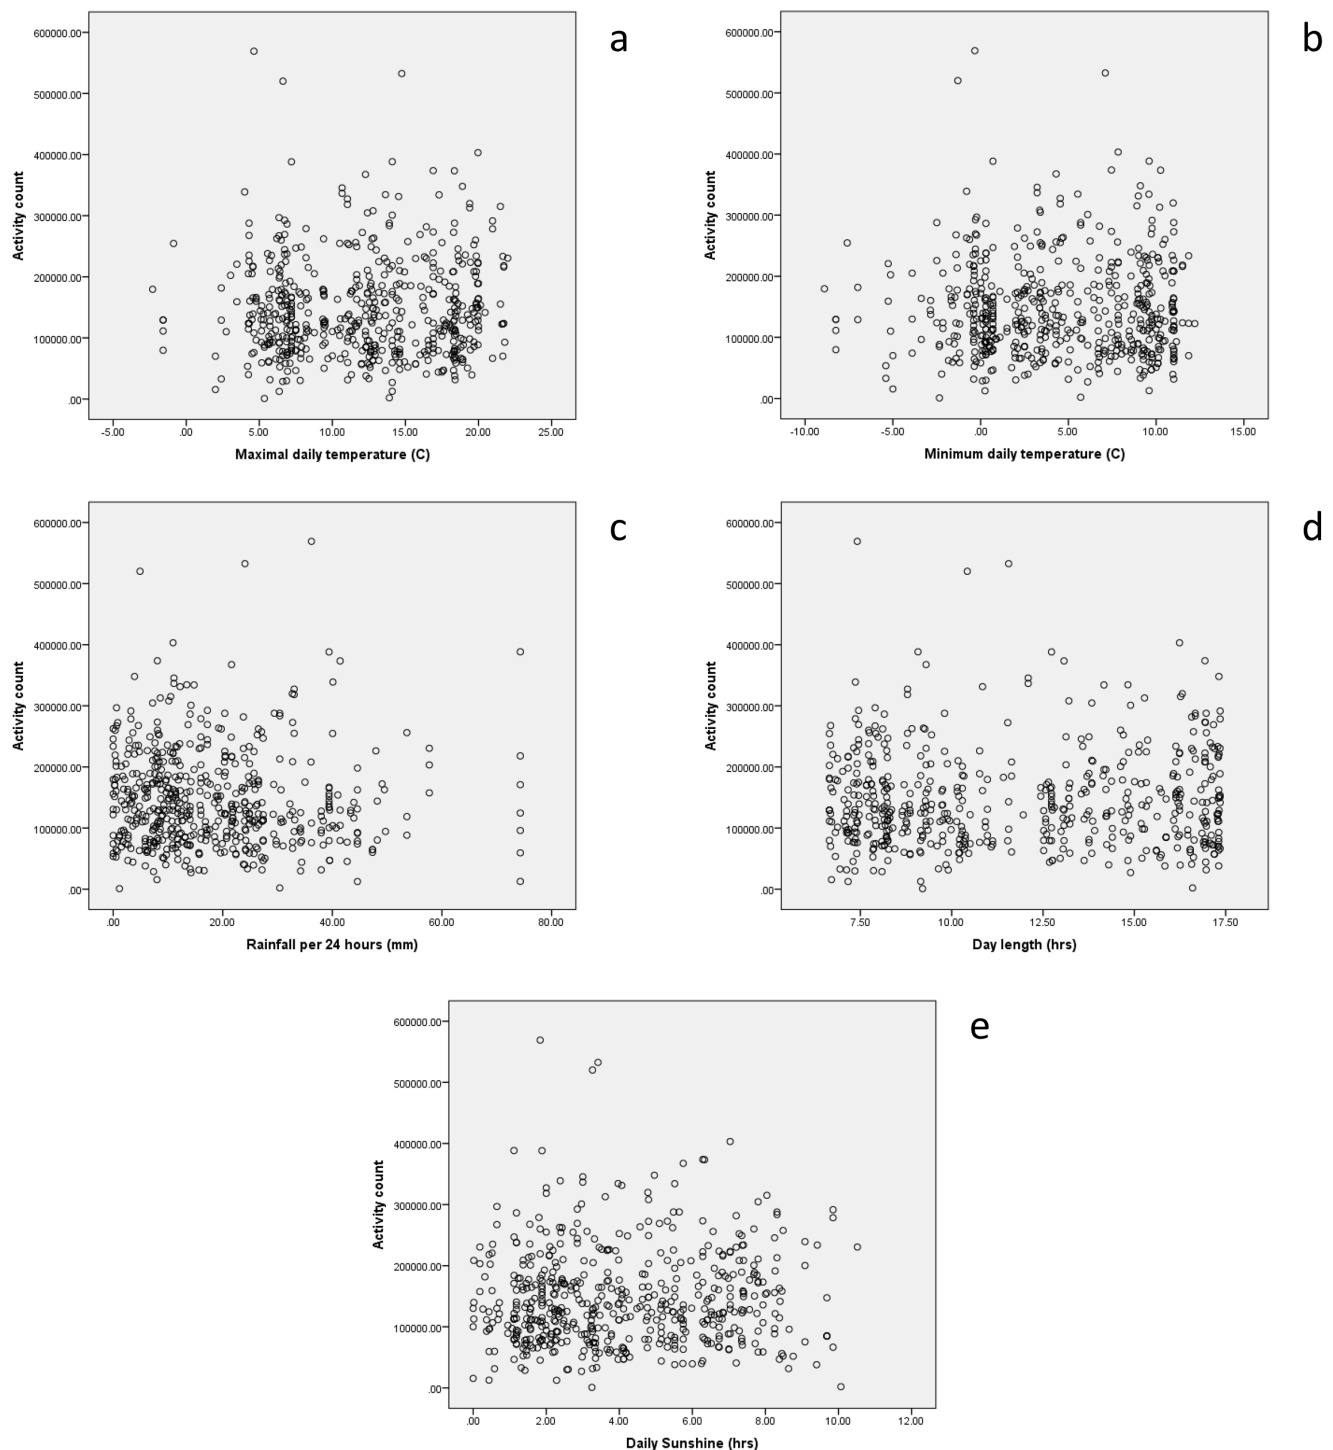 a
600000.00
500000.00
400000.00
300000.00
200000.00
100000.00
.00
Activity count
-5.00 .00 5.00 10.00 15.00 20.00 25.00
Maximal daily temperature (C)
b
600000.00
500000.00
400000.00
300000.00
200000.00
100000.00
.00
Activity count
-10.00 -5.00 .00 5.00 10.00 15.00
Minimum daily temperature (C)
c
600000.00
500000.00
400000.00
300000.00
200000.00
100000.00
.00
Activity count
.00 20.00 40.00 60.00 80.00
Rainfall per 24 hours (mm)
d
600000.00
500000.00
400000.00
300000.00
200000.00
100000.00
.00
Activity count
7.50 10.00 12.50 15.00 17.50
Day length (hrs)
e
600000.00
500000.00
400000.00
300000.00
200000.00
100000.00
.00
Activity count
.00 2.00 4.00 6.00 8.00 10.00 12.00
Daily Sunshine (hrs)